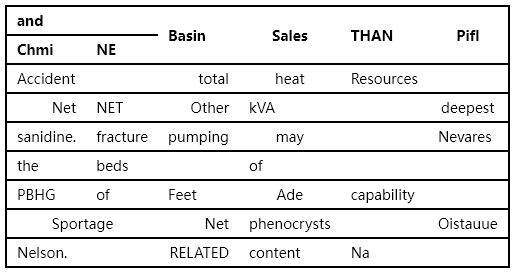 and
Basin Sales THAN Pifl
Chmi NE
Accident total heat Resources
Net NET Other kVA deepest
sanidine. fracture pumping may Nevares
the beds of
PBHG of Feet Ade capability
Sportage Net phenocrysts Oistauue
Nelson. RELATED content Na